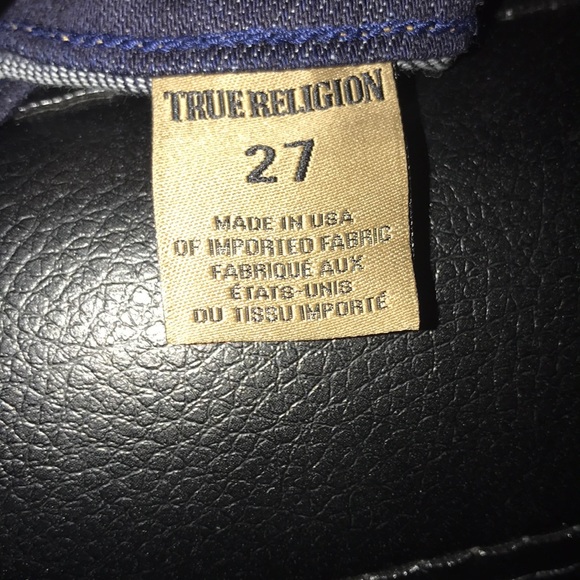 TRUE RELIGION
27
MADE IN USA
OF IMPORTED FABRIC
FABRIQUÉ AUX
ÉTATS-UNIS
DU TISSU IMPORTÉ